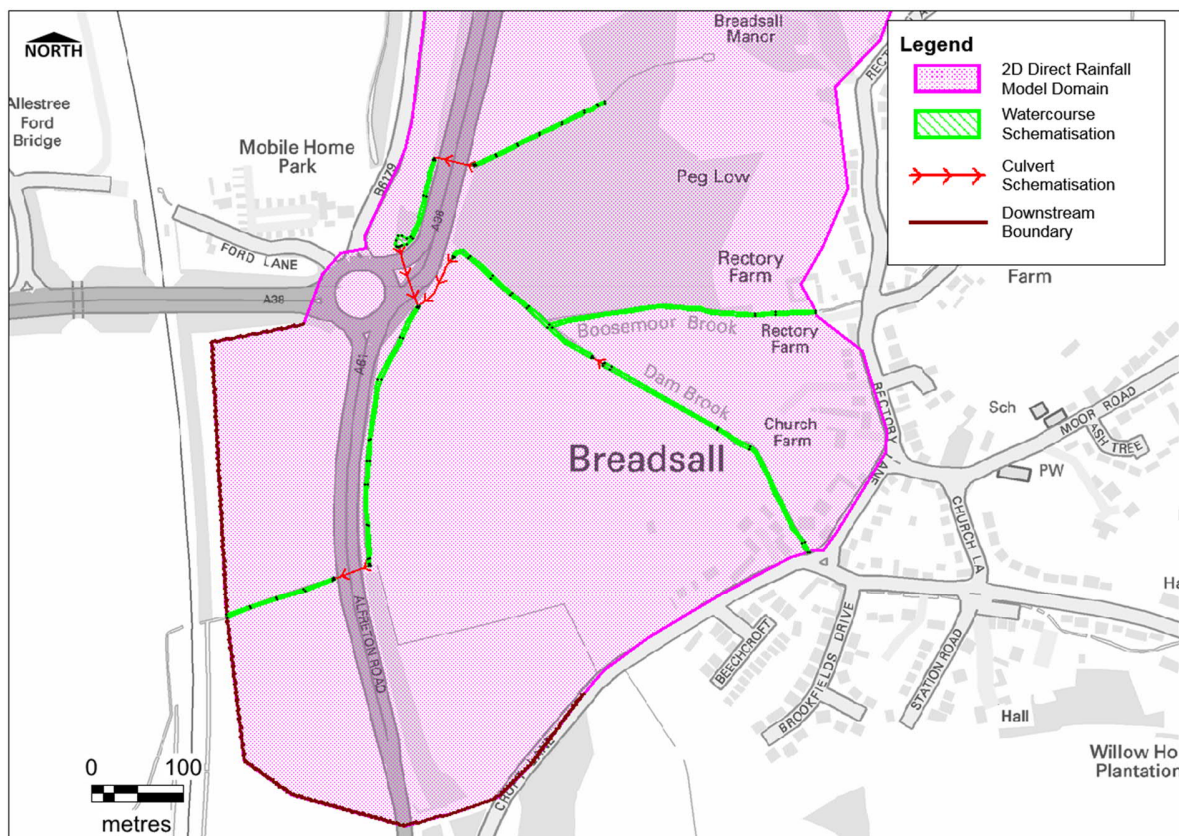 NORTH
Allestree
Ford
Bridge
Mobile Home
Park
B6179
A38
FORD LANE
A38
A61
ALFRETON ROAD
Breadsall
Manor
Peg Low
Rectory
Farm
Boosemoor Brook
Rectory
Farm
Dam Brook
Church
Farm
Breadsall
RECTORY LANE
Farm
Sch
MOOR ROAD
ASH TREE
PW
CHURCH LA
BEECHCROFT
BROOKFIELDS DRIVE
STATION ROAD
Hall
Willow Ho
Plantation
CROFT LANE
Legend
2D Direct Rainfall
Model Domain
Watercourse
Schematisation
Culvert
Schematisation
Downstream
Boundary
0 100
metres